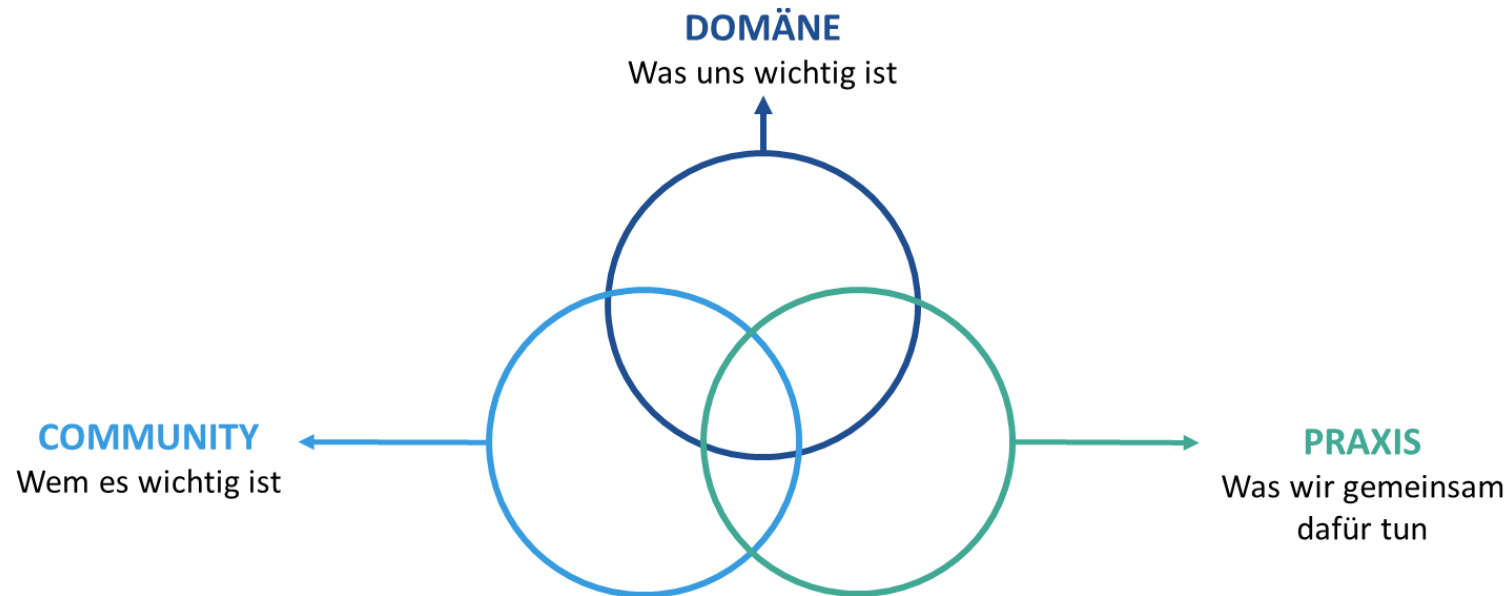 DOMÄNE
Was uns wichtig ist
COMMUNITY
Wem es wichtig ist
PRAXIS
Was wir gemeinsam
dafür tun